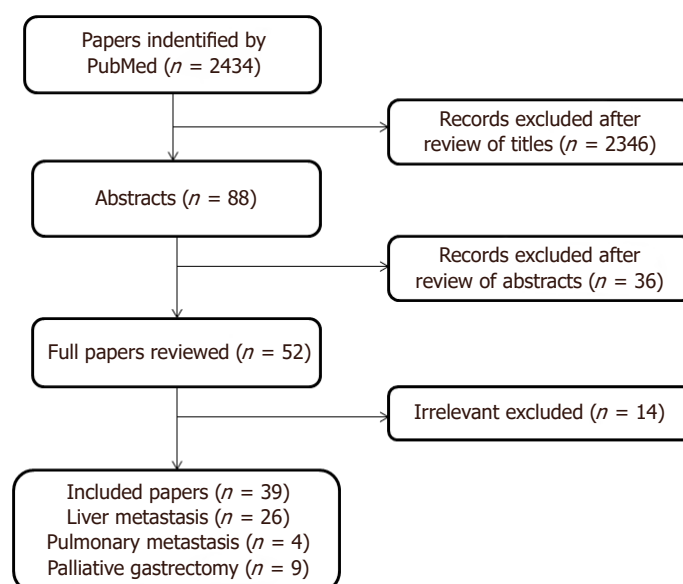 Papers indentified by
PubMed (n = 2434)
Records excluded after
review of titles (n = 2346)
Abstracts (n = 88)
Records excluded after
review of abstracts (n = 36)
Full papers reviewed (n = 52)
Irrelevant excluded (n = 14)
Included papers (n = 39)
Liver metastasis (n = 26)
Pulmonary metastasis (n = 4)
Palliative gastrectomy (n = 9)